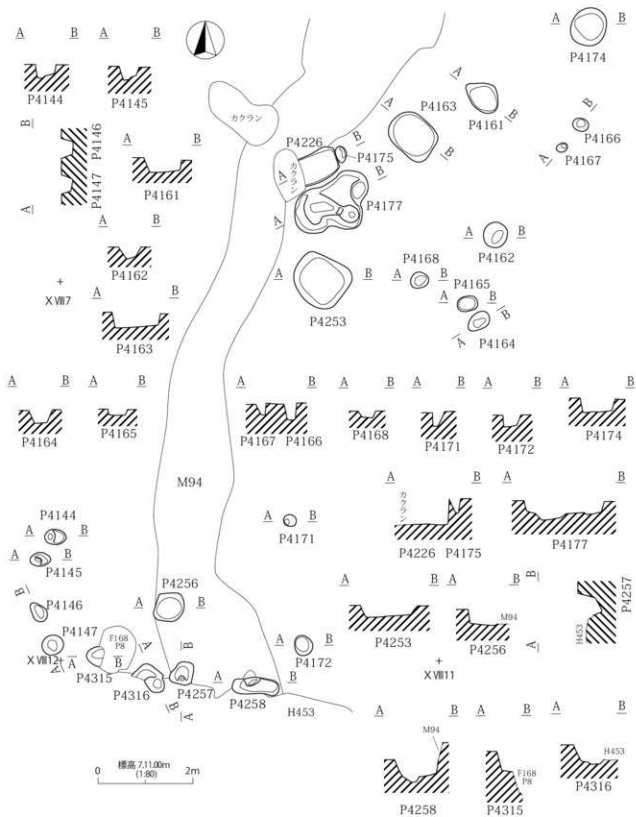 A B A B
P4144 P4145
B
P4146
P4147
A
A B
P4161
A B
P4162
ⅩⅧ7
A B
P4163
カクラン
P4226
カクラン
A
B
P4175
A
B
P4177
A
P4163
B
A
P4161
B
A B
P4174
B
P4166
P4167
A
A B
P4162
P4168
A B
P4165
A B
B
P4164
A
A B
P4253
A B
P4164
A B
P4165
A B
P4167 P4166
A B
P4168
A B
P4171
A B
P4172
A B
P4174
M94
カクラン
A B
P4226 P4175
A B
P4177
P4144
A B
A B
P4145
B
P4146
P4147
A
ⅩⅧ12
A B
P4315
F168
P8
A
P4316
B
A B
P4256
B
P4257
A
A B
P4258
H453
A B
P4171
A B
P4172
A B
P4253
A B
M94
P4256
ⅩⅧ11
B
P4257
H453
A
A B
M94
P4258
A B
F168
P8
P4315
A B
H453
P4316
標高 7,11.00m
(1:80)
0 2m